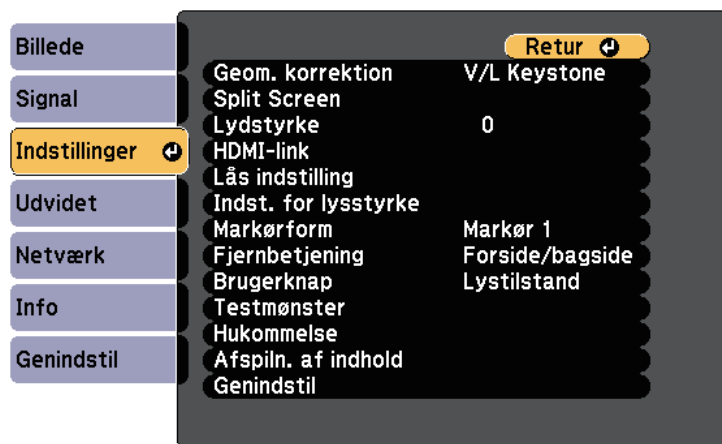 Billede
Signal
Indstillinger
Udvidet
Netværk
Info
Genindstil
Retur
Geom. korrektion V/L Keystone
Split Screen
Lydstyrke 0
HDMI-link
Lås indstilling
Indst. for lysstyrke
Markørform Markør 1
Fjernbetjening Forside/bagside
Brugerknap Lystilstand
Testmønster
Hukommelse
Afspiln. af indhold
Genindstil